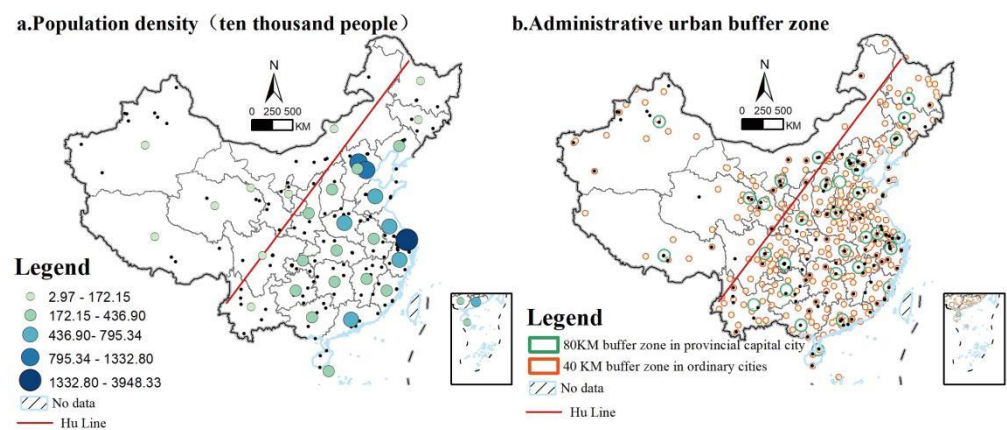 a.Population density（ten thousand people）
N
0 250 500
KM
Legend
2.97 - 172.15
172.15 - 436.90
436.90- 795.34
795.34 - 1332.80
1332.80 - 3948.33
No data
Hu Line
b.Administrative urban buffer zone
N
0 250 500
KM
Legend
80KM buffer zone in provincial capital city
40 KM buffer zone in ordinary cities
No data
Hu Line